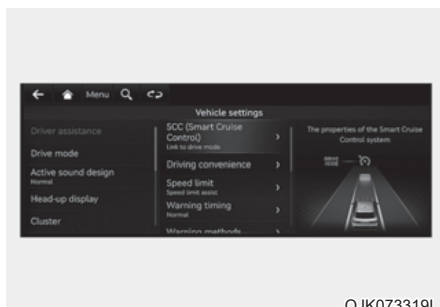 Menu
Vehicle settings
Driver assistance
Drive mode
Active sound design
Normal
Head-up display
Cluster
SCC (Smart Cruise
Control)
Link to drive mode
Driving convenience
Speed limit
Speed limit assist
Warning timing
Normal
Warning methods
The properties of the Smart Cruise
Control system
DRIVE
MODE
OJK073319L